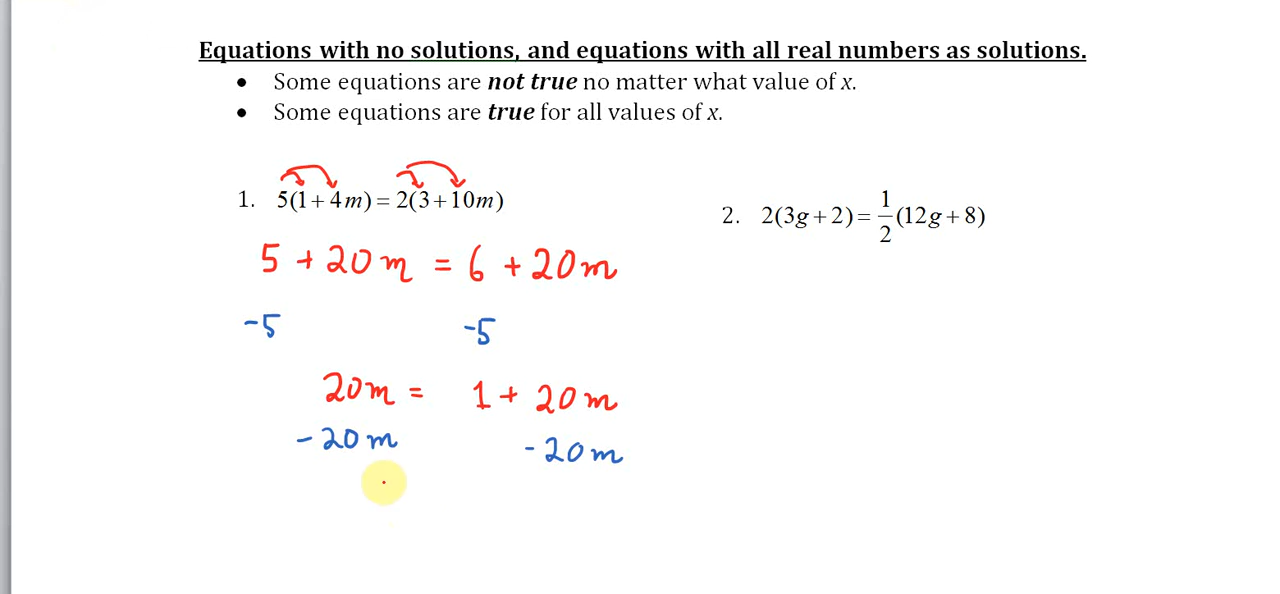 Equations with no solutions, and equations with all real numbers as solutions.
• Some equations are not true no matter what value of x.
• Some equations are true for all values of x.
1. 5(1+4m)=2(3+10m)
5 + 20m = 6 + 20m
-5 -5
20m = 1 + 20m
-20m -20m
2. 2(3g+2)=1/2(12g+8)